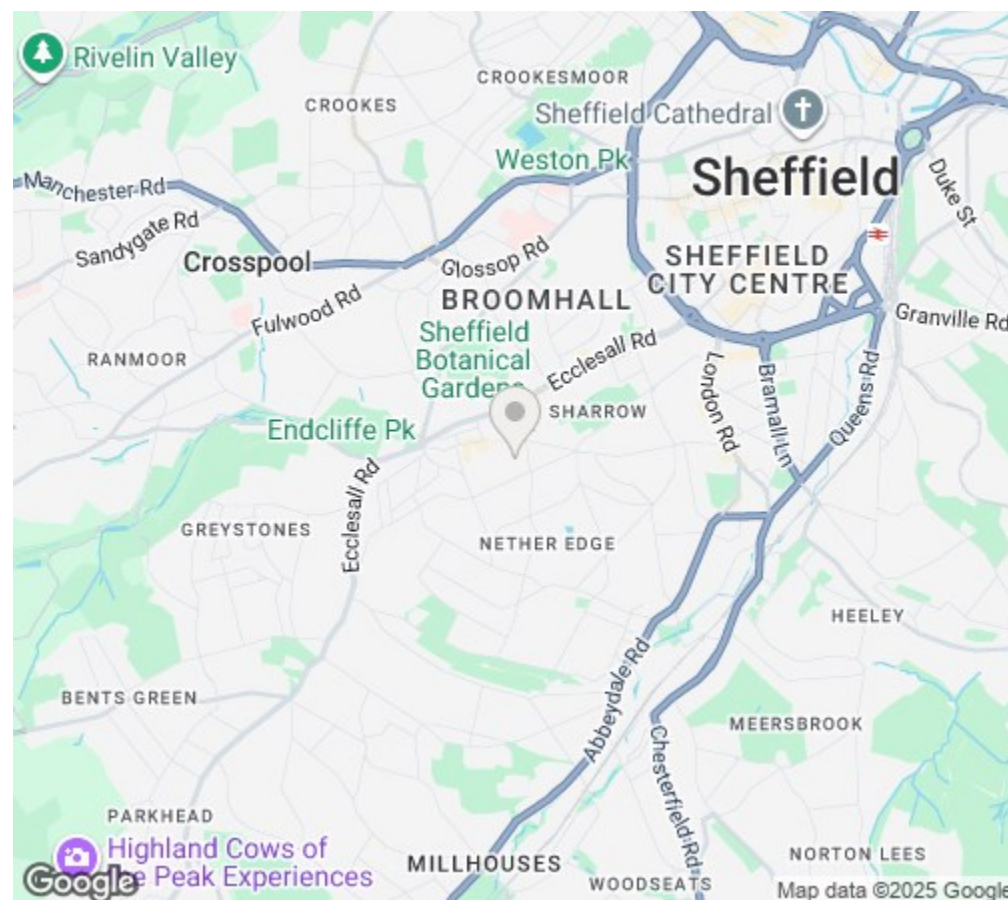 Rivelin Valley
CROOKESMOOR
CROOKES
Sheffield Cathedral
Weston Pk
Sheffield
Duke St
Manchester Rd
Sandygate Rd
Crosspool
Glossop Rd
SHEFFIELD
CITY CENTRE
BROOMHALL
Fulwood Rd
Granville Rd
Sheffield
Botanical
Gardens
Ecclesall Rd
RANMOOR
London Rd
Bramall Ln
Queens Rd
SHARROW
Endcliffe Pk
Ecclesall Rd
GREYSTONES
NETHER EDGE
HEELEY
Abbeydale Rd
BENTS GREEN
MEERSBROOK
Chesterfield Rd
PARKHEAD
Highland Cows of
the Peak Experiences
MILLHOUSES
NORTON LEES
WOODSEATS
Google
Map data ©2025 Google